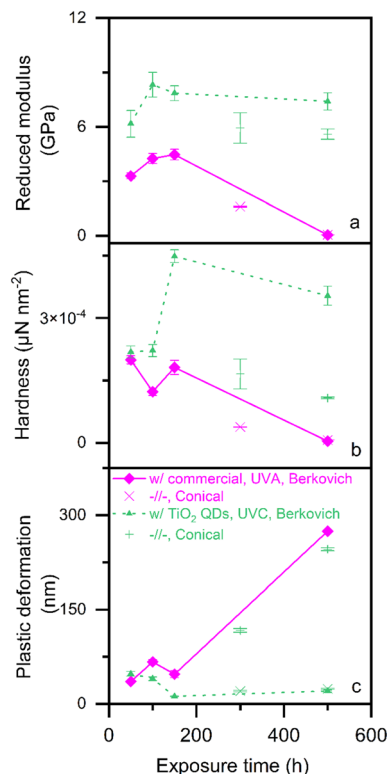 12
6
0
Reduced modulus
(GPa)
a
3×10⁻⁴
0
Hardness (µN nm⁻²)
b
w/ commercial, UVA, Berkovich
-//-, Conical
w/ TiO₂ QDs, UVC, Berkovich
-//-, Conical
300
-150
0
Plastic deformation
(nm)
c
0 200 400 600
Exposure time (h)